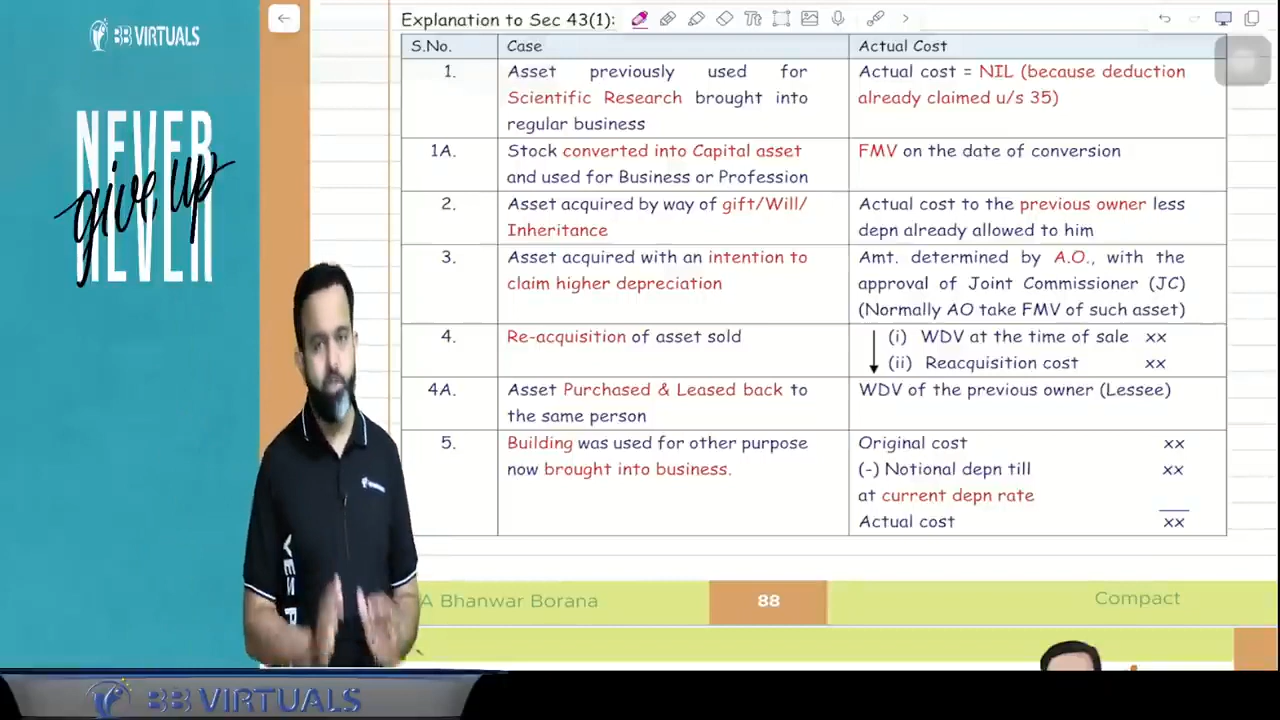 BB VIRTUALS
NEVER
give up
NEVER
Explanation to Sec 43(1):
S.No. Case Actual Cost
1. Asset previously used for Actual cost = NIL (because deduction
Scientific Research brought into already claimed u/s 35)
regular business
1A. Stock converted into Capital asset FMV on the date of conversion
and used for Business or Profession
2. Asset acquired by way of gift/Will/ Actual cost to the previous owner less
Inheritance depn already allowed to him
3. Asset acquired with an intention to Amt. determined by A.O., with the
claim higher depreciation approval of Joint Commissioner (JC)
(Normally AO take FMV of such asset)
4. Re-acquisition of asset sold (i) WDV at the time of sale xx
(ii) Reacquisition cost xx
4A. Asset Purchased & Leased back to WDV of the previous owner (Lessee)
the same person
5. Building was used for other purpose Original cost xx
now brought into business. (-) Notional depn till xx
at current depn rate
Actual cost xx
A Bhanwar Borana 88 Compact
BB VIRTUALS